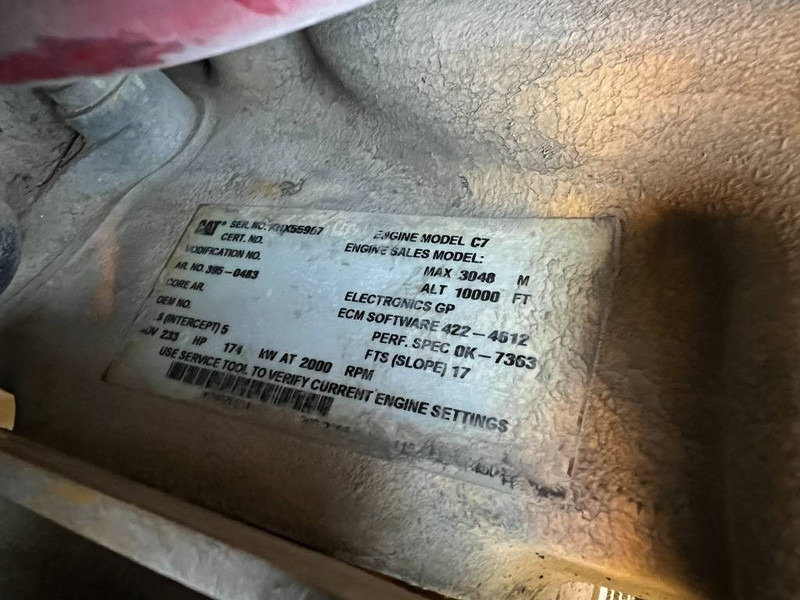 CAT® SER. NO. ENGINE MODEL C7
CERT. NO. ENGINE SALES MODEL:
MODIFICATION NO. MAX 3048 M
AR. NO. 395-0483 ALT 10000 FT
CORE AR. ELECTRONICS GP
OEM NO. ECM SOFTWARE 422-4612
(INTERCEPT) 5 PERF. SPEC 0K-7363
233 HP 174 kW AT 2000 RPM FTS (SLOPE) 17
USE SERVICE TOOL TO VERIFY CURRENT ENGINE SETTINGS